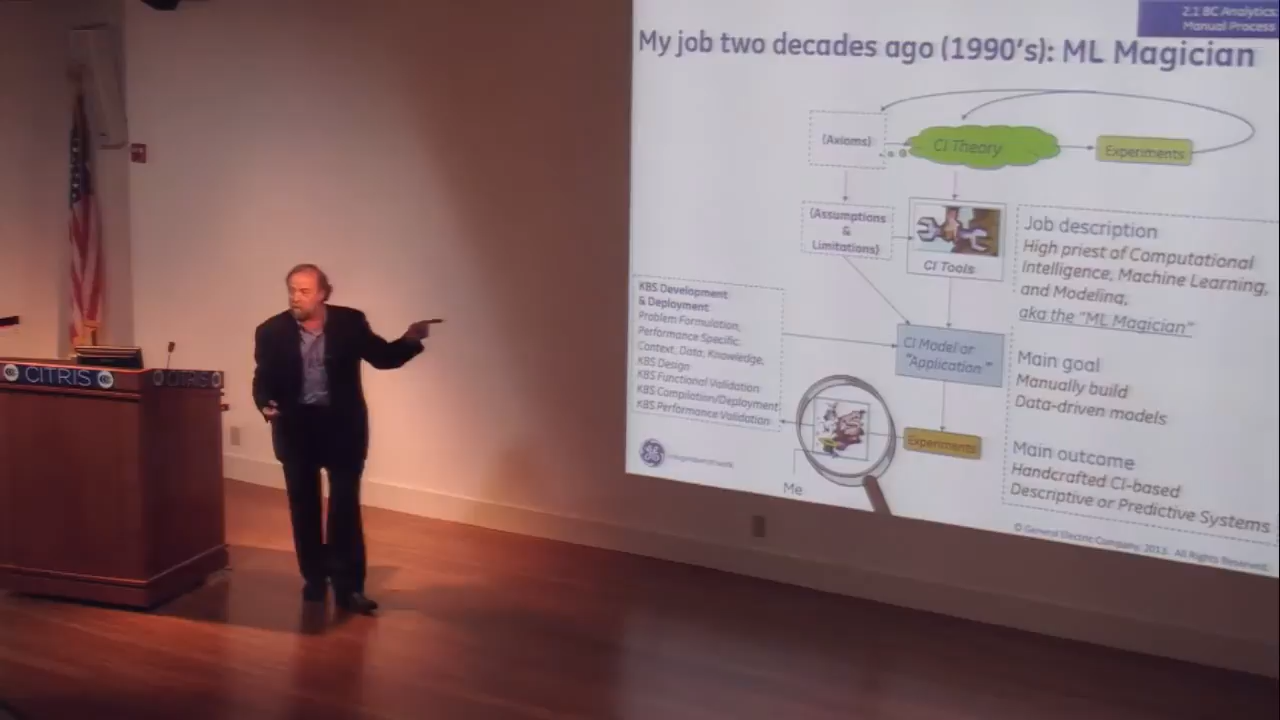 2.1 BC Analytics:
Manual Process
My job two decades ago (1990's): ML Magician
(Axioms)
CI Theory
Experiments
(Assumptions
&
Limitations)
CI Tools
Job description
High priest of Computational
Intelligence, Machine Learning,
and Modeling,
aka the "ML Magician"
KBS Development
& Deployment
Problem Formulation,
Performance Specific.
Context, Data, Knowledge,
KBS Design
KBS Functional Validation
KBS Compilation/Deployment
KBS Performance Validation
CI Model or
"Application"
Main goal
Manually build
Data-driven models
Experiments
Me
Main outcome
Handcrafted CI-based
Descriptive or Predictive Systems
© General Electric Company, 2013. All Rights Reserved.
CITRIS
CITRIS